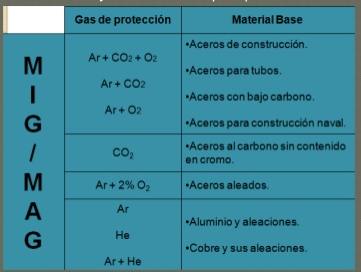 Gas de protección
Material Base
MIG/MAG
Ar + CO2 + O2
Ar + CO2
Ar + O2
•Aceros de construcción.
•Aceros para tubos.
•Aceros con bajo carbono.
•Aceros para construcción naval.
CO2
•Aceros al carbono sin contenido
en cromo.
Ar + 2% O2
•Aceros aleados.
Ar
He
Ar + He
•Aluminio y aleaciones.
•Cobre y sus aleaciones.